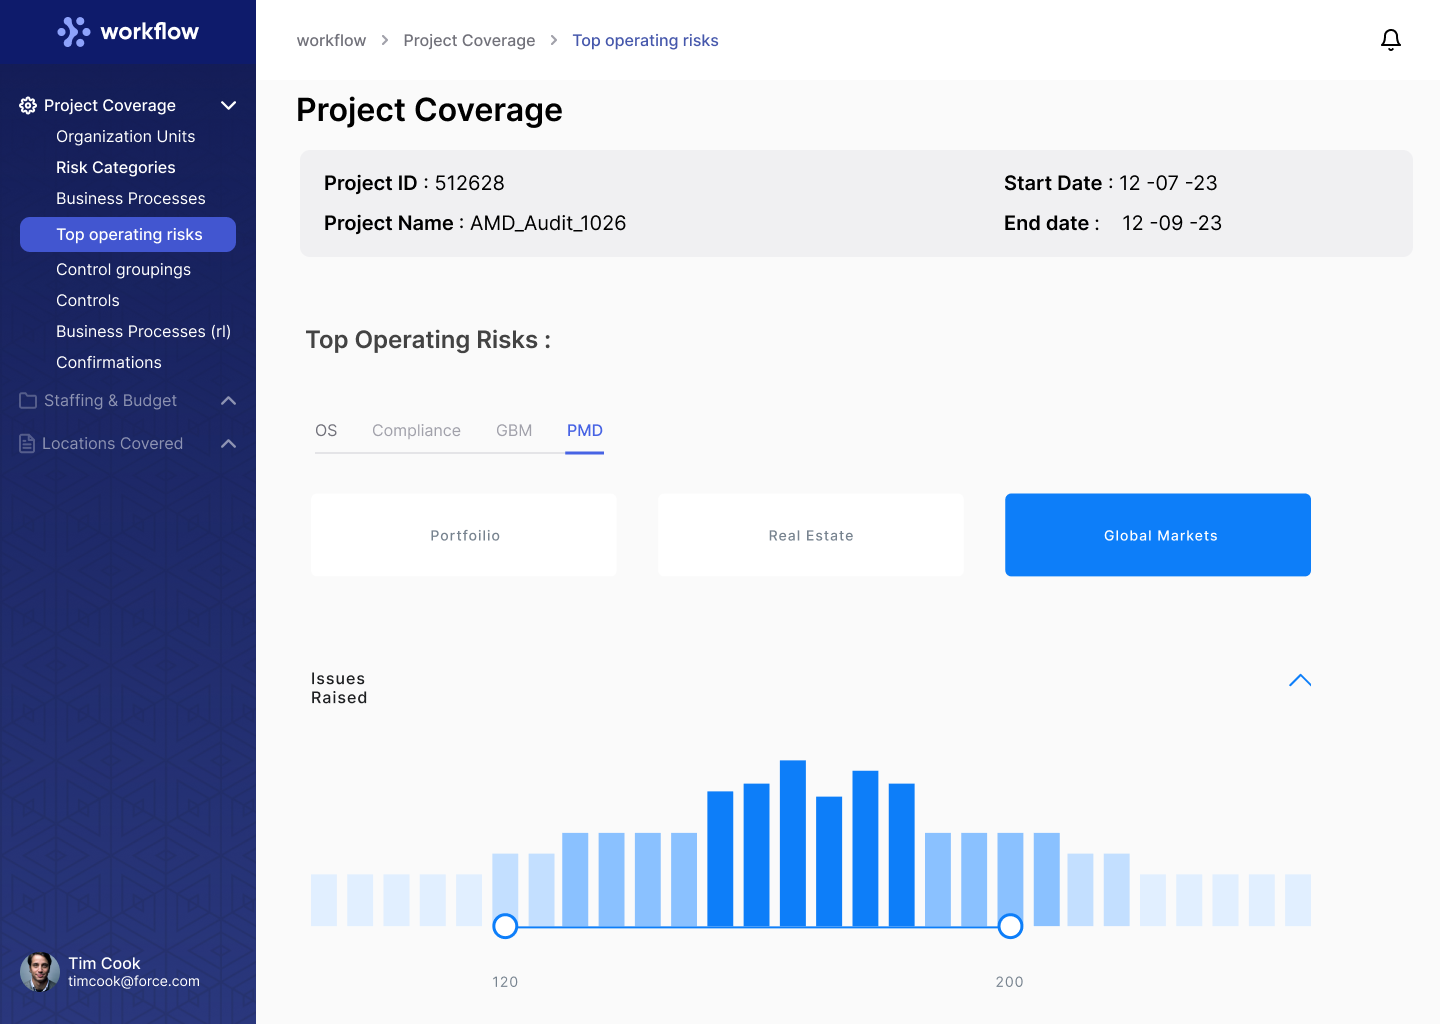 workflow
Project Coverage
Organization Units
Risk Categories
Business Processes
Top operating risks
Control groupings
Controls
Business Processes (rl)
Confirmations
Staffing & Budget
Locations Covered
Tim Cook
timcook@force.com
workflow > Project Coverage > Top operating risks
Project Coverage
Project ID : 512628
Start Date : 12 -07 -23
Project Name : AMD_Audit_1026
End date : 12 -09 -23
Top Operating Risks :
OS Compliance GBM PMD
Portfoilio Real Estate Global Markets
Issues
Raised
120 200